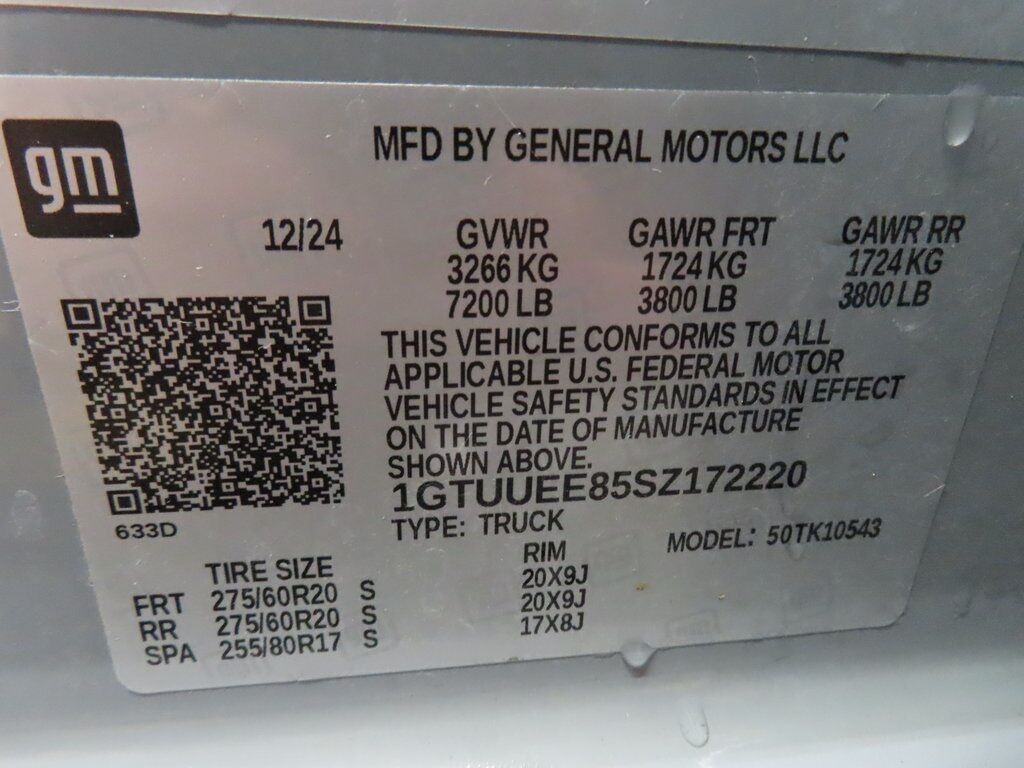 gm
MFD BY GENERAL MOTORS LLC
12/24 GVWR GAWR FRT GAWR RR
3266 KG 1724 KG 1724 KG
7200 LB 3800 LB 3800 LB
THIS VEHICLE CONFORMS TO ALL
APPLICABLE U.S. FEDERAL MOTOR
VEHICLE SAFETY STANDARDS IN EFFECT
ON THE DATE OF MANUFACTURE
SHOWN ABOVE.
1GTUUEE85SZ172220
633D
TYPE: TRUCK MODEL: 50TK10543
TIRE SIZE RIM
FRT 275/60R20 S 20X9J
RR 275/60R20 S 20X9J
SPA 255/80R17 S 17X8J